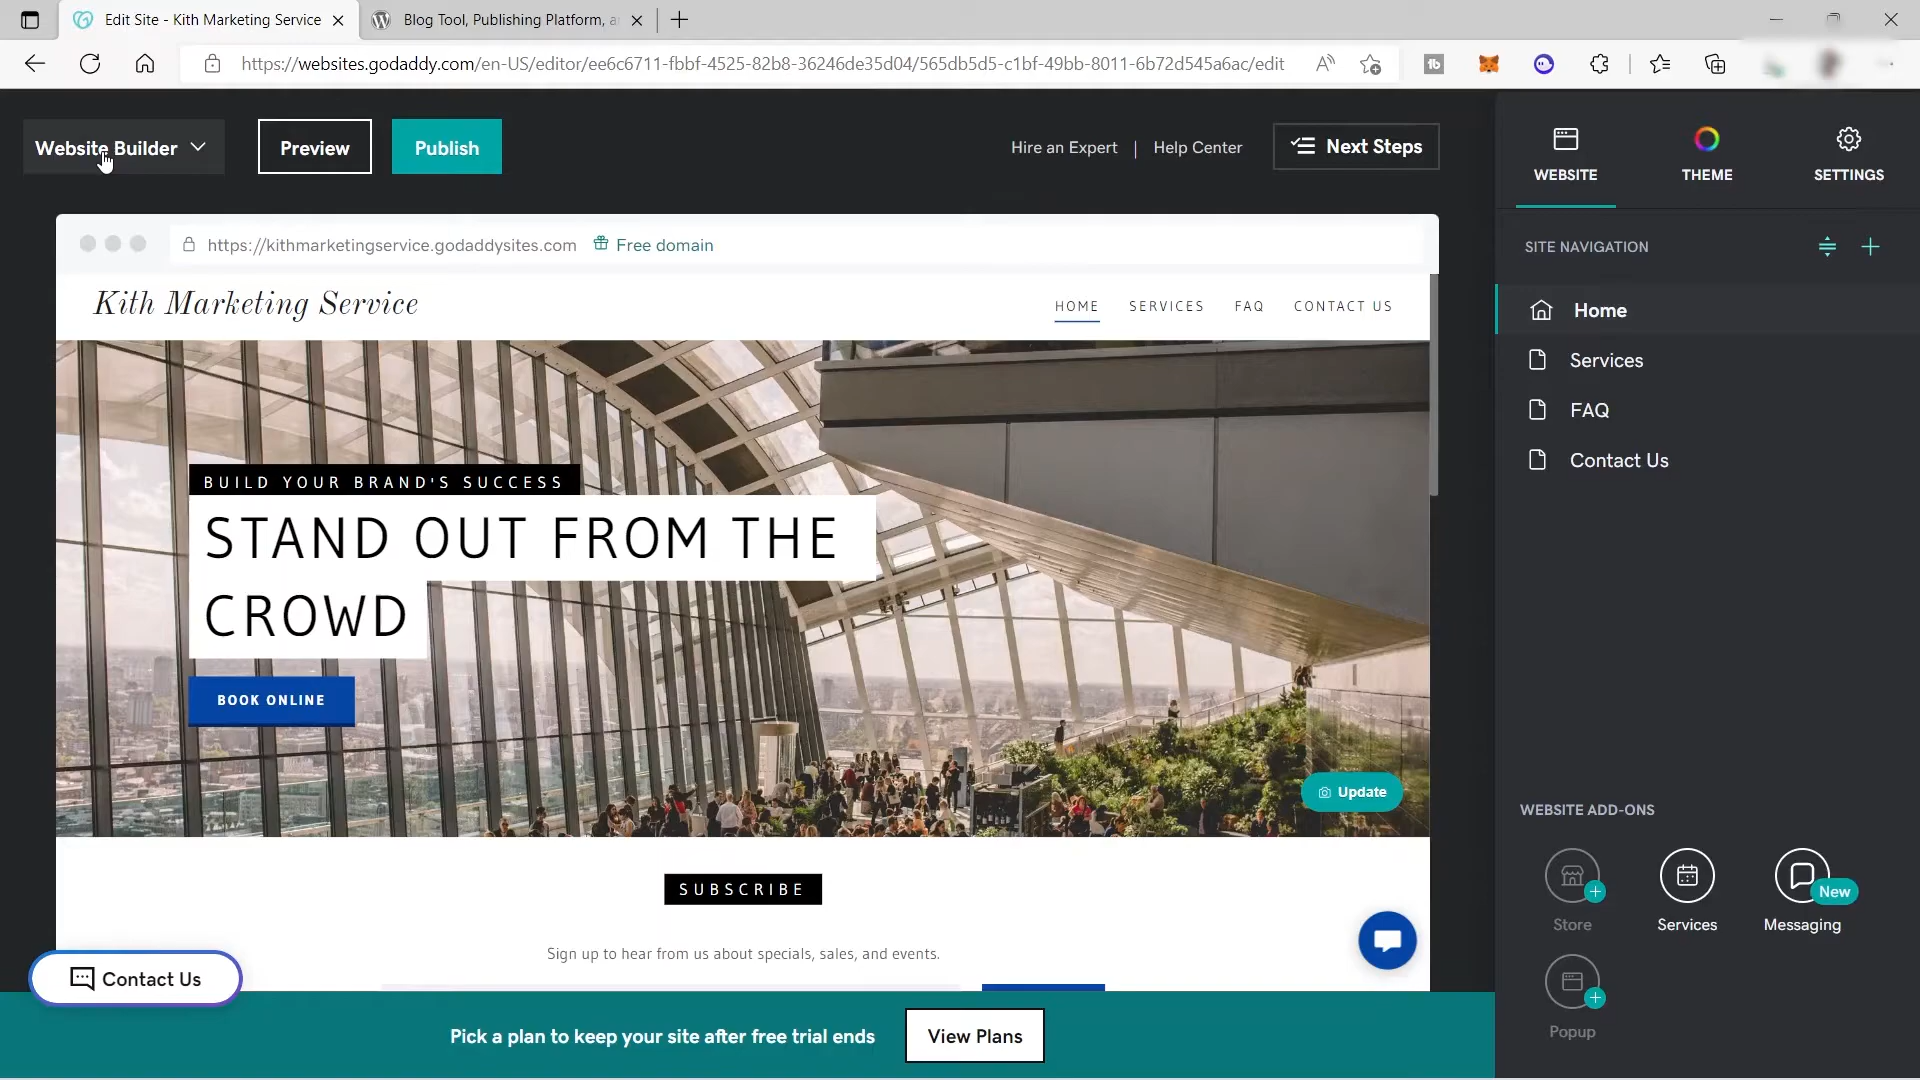 Edit Site - Kith Marketing Service
Blog Tool, Publishing Platform, a
https://websites.godaddy.com/en-US/editor/ee6c6711-fbbf-4525-82b8-36246de35d04/565db5d5-c1bf-49bb-8011-6b72d545a6ac/edit
Website Builder
Preview
Publish
Hire an Expert | Help Center
Next Steps
WEBSITE
THEME
SETTINGS
https://kithmarketingservice.godaddysites.com
Free domain
SITE NAVIGATION
Kith Marketing Service
HOME
SERVICES
FAQ
CONTACT US
Home
Services
FAQ
Contact Us
BUILD YOUR BRAND'S SUCCESS
STAND OUT FROM THE
CROWD
BOOK ONLINE
Update
SUBSCRIBE
Sign up to hear from us about specials, sales, and events.
WEBSITE ADD-ONS
New
Store
Services
Messaging
Popup
Contact Us
Pick a plan to keep your site after free trial ends
View Plans